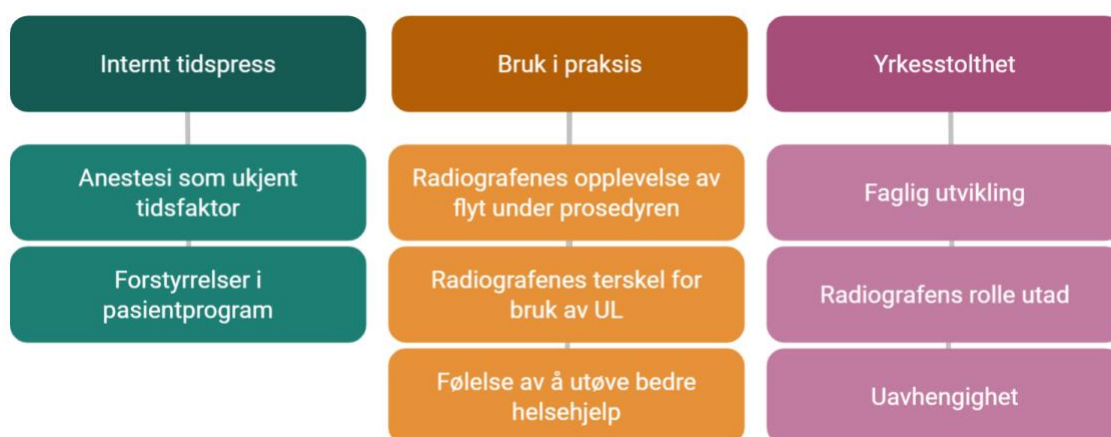 Internt tidspress
Anestesi som ukjent
tidsfaktor
Forstyrrelser i
pasientprogram
Bruk i praksis
Radiografenes opplevelse av
flyt under prosedyren
Radiografenes terskel for
bruk av UL
Følelse av å utøve bedre
helsehjelp
Yrkesstolthet
Faglig utvikling
Radiografens rolle utad
Uavhengighet